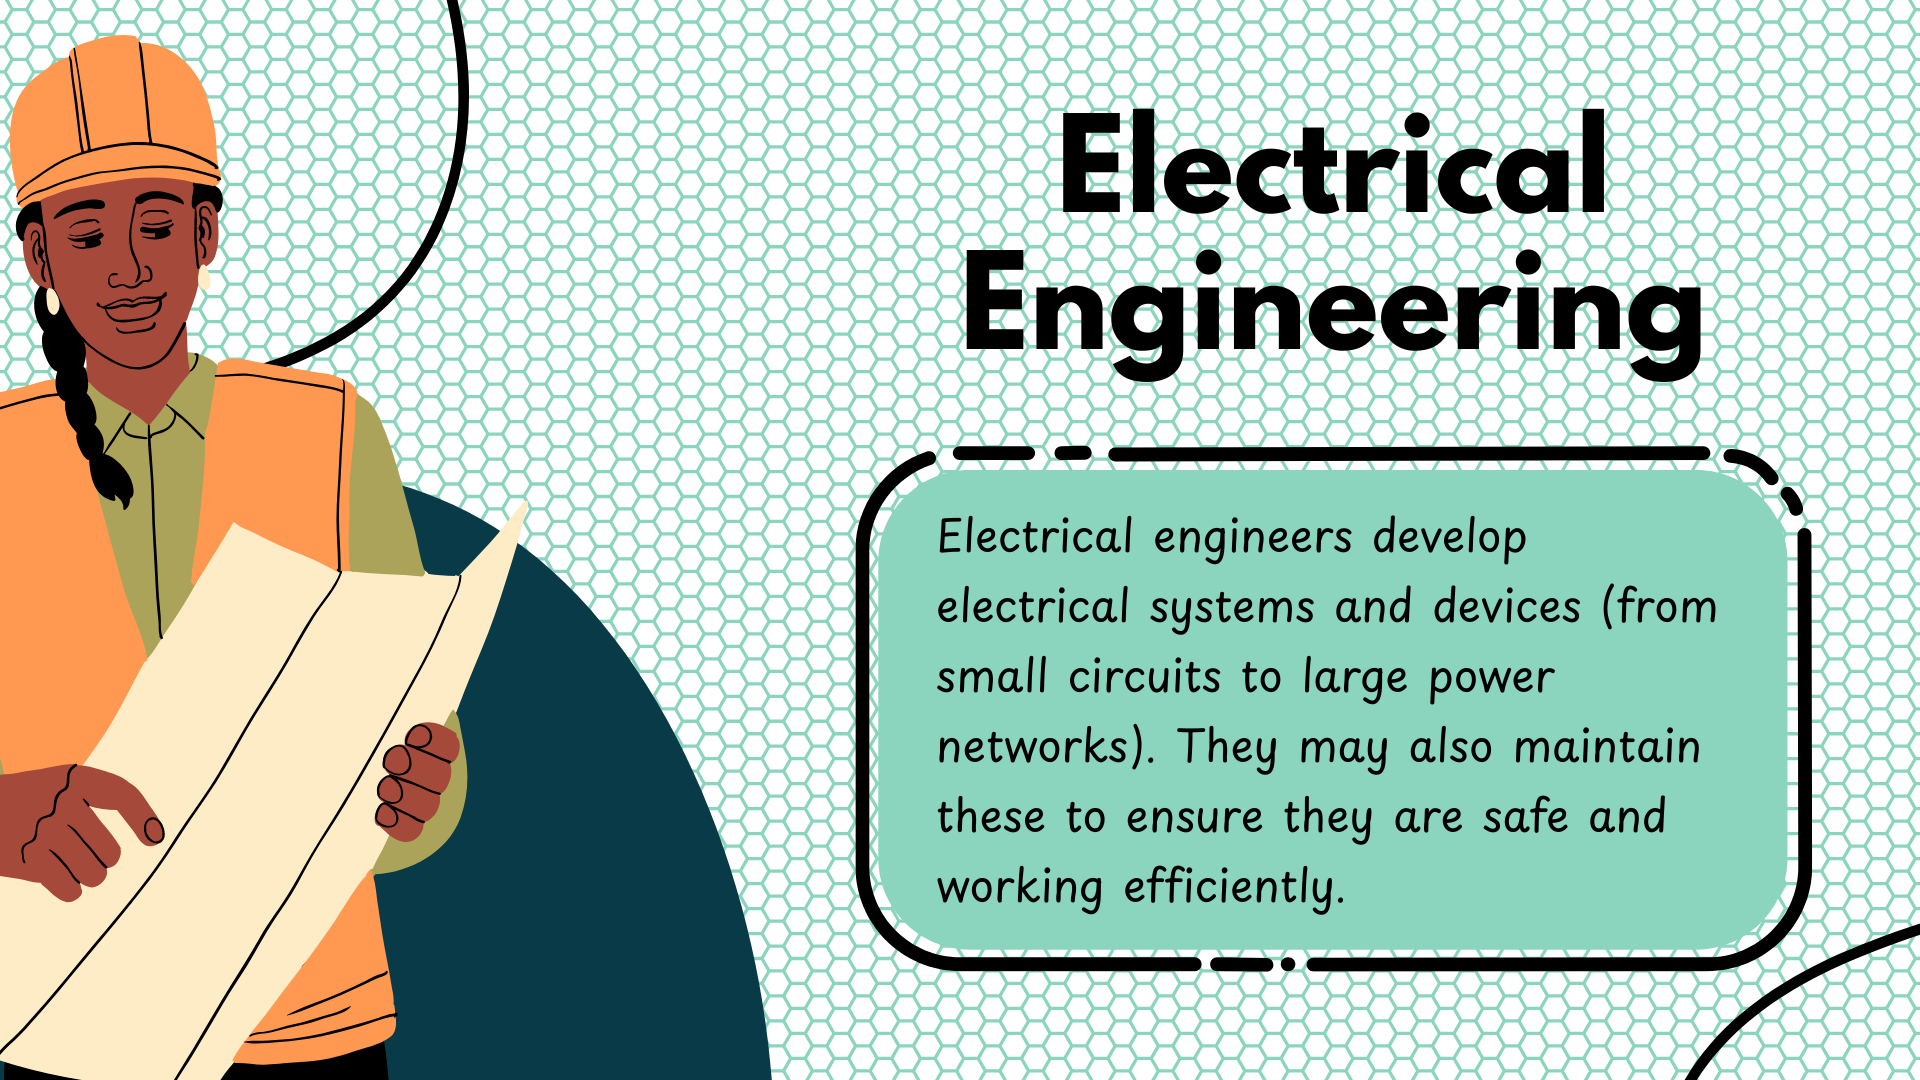 Electrical
Engineering
Electrical engineers develop
electrical systems and devices (from
small circuits to large power
networks). They may also maintain
these to ensure they are safe and
working efficiently.